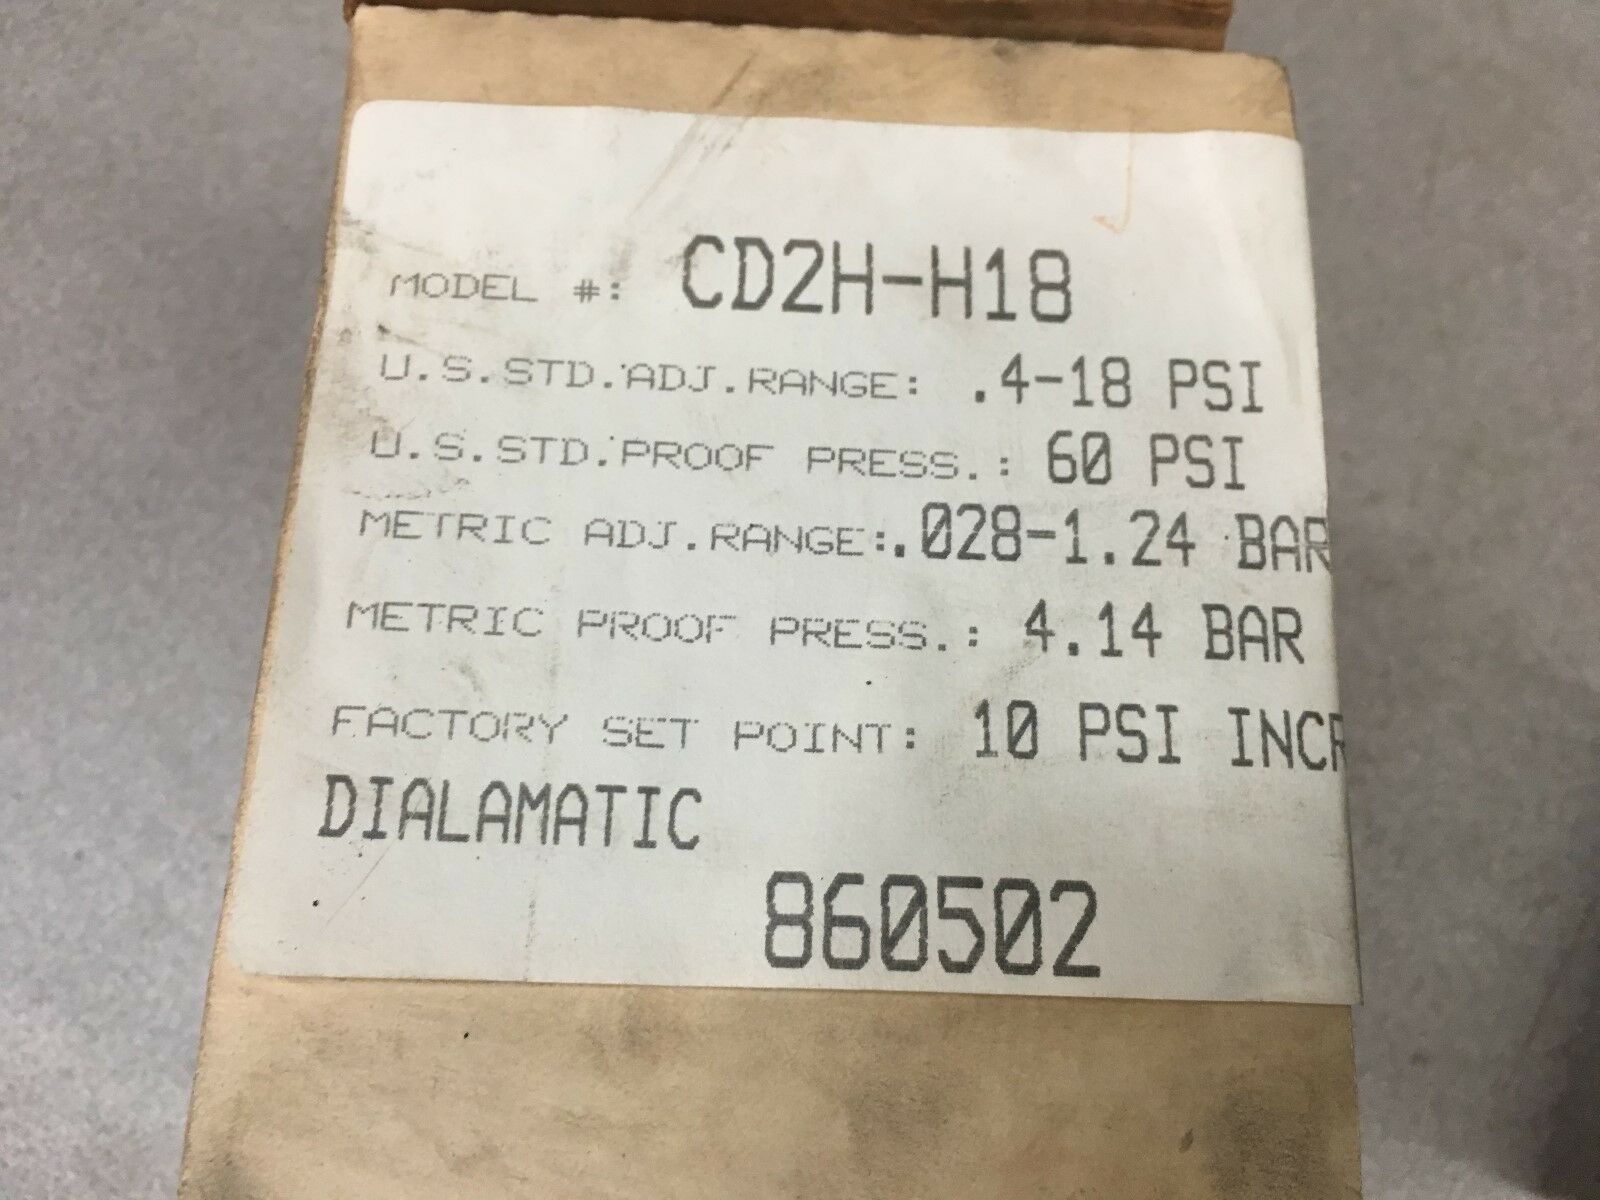 MODEL #: CD2H-H18
U.S.STD.ADJ.RANGE: .4-18 PSI
U.S.STD.PROOF PRESS.: 60 PSI
METRIC ADJ.RANGE:.028-1.24 BAR
METRIC PROOF PRESS.: 4.14 BAR
FACTORY SET POINT: 10 PSI INCR
DIALAMATIC
860502